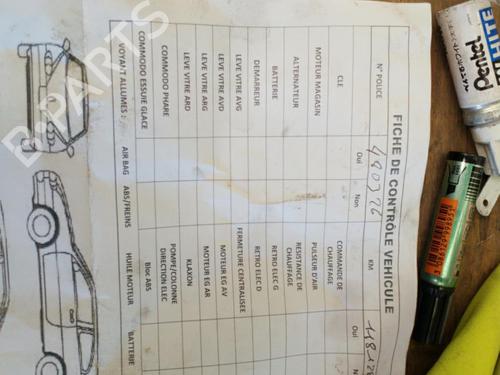 FICHE DE CONTRÔLE VEHICULE
N° POLICE 480376 KM
Oui Non Oui
CLE COMMANDE DE CHAUFFAGE
MOTEUR MAGASIN PULSEUR D'AIR
ALTERNATEUR RESISTANCE DE CHAUFFAGE
BATTERIE RETRO ELEC G
DEMARREUR RETRO ELEC D
LEVE VITRE AVG FERMETURE CENTRALISEE
LEVE VITRE AVD MOTEUR EG AV
LEVE VITRE ARG MOTEUR EG AR
LEVE VITRE ARD KLAXON
COMMODO PHARE POMPE/COLONNE DIRECTION ELEC
COMMODO ESSUIE GLACE Bloc ABS
VOYANT ALLUMES : AIR BAG ABS/FREINS HUILE MOTEUR BATTERIE
B-PARTS
WHITE
Pentel